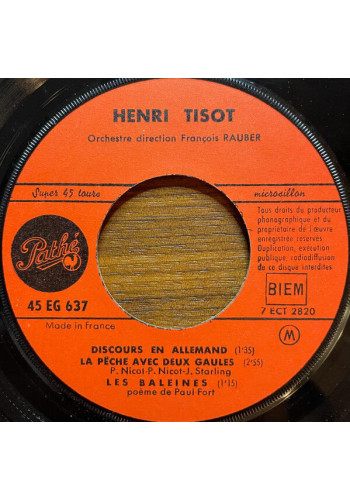 HENRI TISOT
Orchestre direction François RAUBER
Super 45 tours
microsillon
Pathé
Tous droits du producteur
phonographique et du
propriétaire de l'œuvre
enregistrée réservés.
Duplication, exécution
publique, radiodiffusion
de ce disque interdites.
BIEM
45 EG 637
7 ECT 2820
Made in France
M
DISCOURS EN ALLEMAND (1'35)
LA PÊCHE AVEC DEUX GAULES (2'55)
P. Nicot-P. Nicot-J. Starling
LES BALEINES (1'15)
poème de Paul Fort